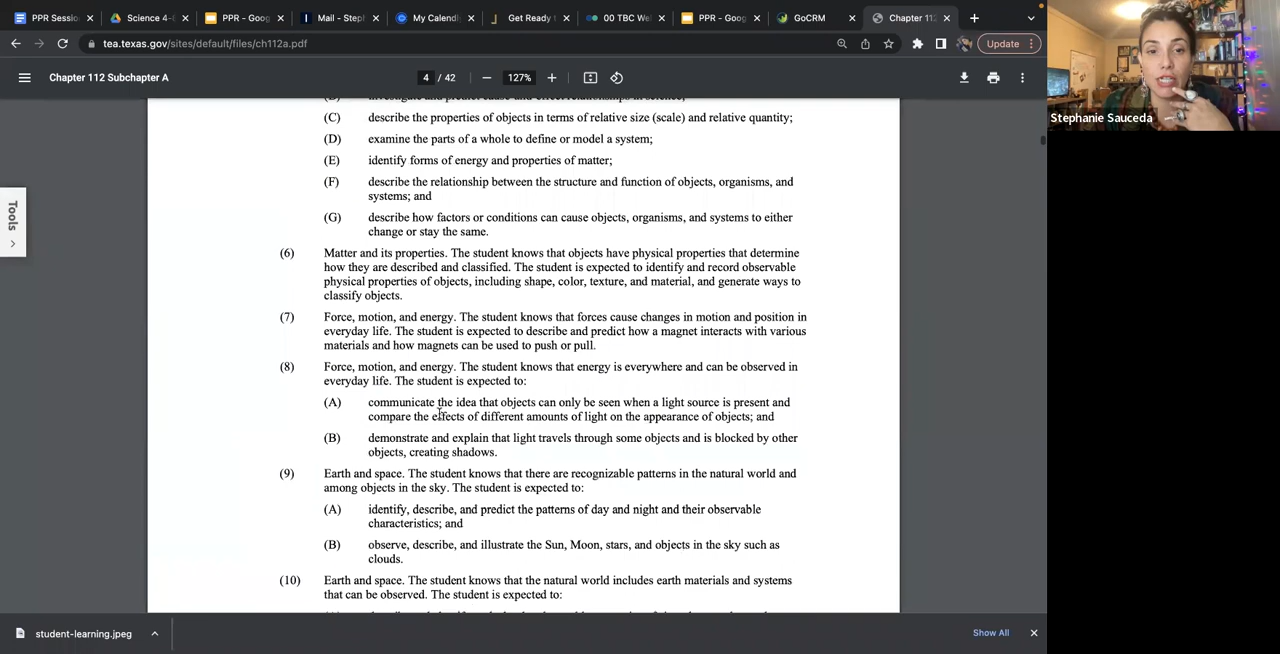 PPR Sessio
Science 4-8
PPR - Goog
Mail - Steph
My Calendly
Get Ready
00 TBC Wel
PPR - Goog
GoCRM
Chapter 112
tea.texas.gov/sites/default/files/ch112a.pdf
Update
Chapter 112 Subchapter A
4 / 42
127%
Tools
(C) describe the properties of objects in terms of relative size (scale) and relative quantity;
(D) examine the parts of a whole to define or model a system;
(E) identify forms of energy and properties of matter;
(F) describe the relationship between the structure and function of objects, organisms, and
systems; and
(G) describe how factors or conditions can cause objects, organisms, and systems to either
change or stay the same.
(6) Matter and its properties. The student knows that objects have physical properties that determine
how they are described and classified. The student is expected to identify and record observable
physical properties of objects, including shape, color, texture, and material, and generate ways to
classify objects.
(7) Force, motion, and energy. The student knows that forces cause changes in motion and position in
everyday life. The student is expected to describe and predict how a magnet interacts with various
materials and how magnets can be used to push or pull.
(8) Force, motion, and energy. The student knows that energy is everywhere and can be observed in
everyday life. The student is expected to:
(A) communicate the idea that objects can only be seen when a light source is present and
compare the effects of different amounts of light on the appearance of objects; and
(B) demonstrate and explain that light travels through some objects and is blocked by other
objects, creating shadows.
(9) Earth and space. The student knows that there are recognizable patterns in the natural world and
among objects in the sky. The student is expected to:
(A) identify, describe, and predict the patterns of day and night and their observable
characteristics; and
(B) observe, describe, and illustrate the Sun, Moon, stars, and objects in the sky such as
clouds.
(10) Earth and space. The student knows that the natural world includes earth materials and systems
that can be observed. The student is expected to:
student-learning.jpeg
Show All
Stephanie Sauceda